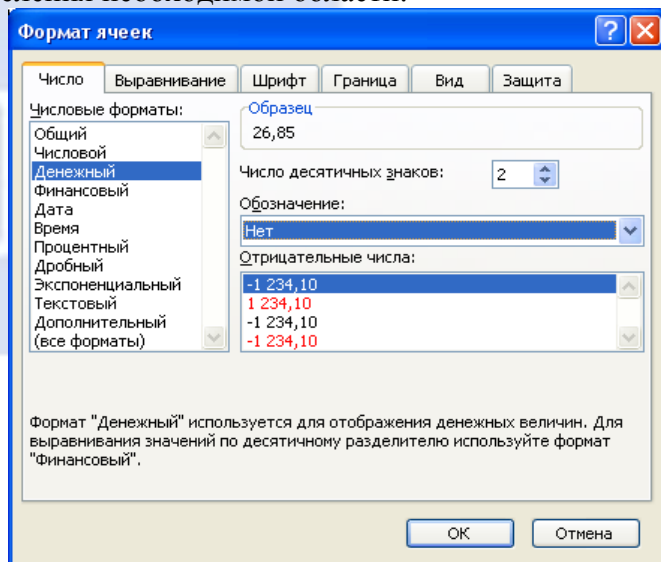 необходимой области.
Формат ячеек
Число Выравнивание Шрифт Граница Вид Защита
Числовые форматы:
Общий
Числовой
Денежный
Финансовый
Дата
Время
Процентный
Дробный
Экспоненциальный
Текстовый
Дополнительный
(все форматы)
Образец
26,85
Число десятичных знаков: 2
Обозначение:
Нет
Отрицательные числа:
-1 234,10
1 234,10
-1 234,10
-1 234,10
Формат "Денежный" используется для отображения денежных величин. Для
выравнивания значений по десятичному разделителю используйте формат
"Финансовый".
ОК Отмена